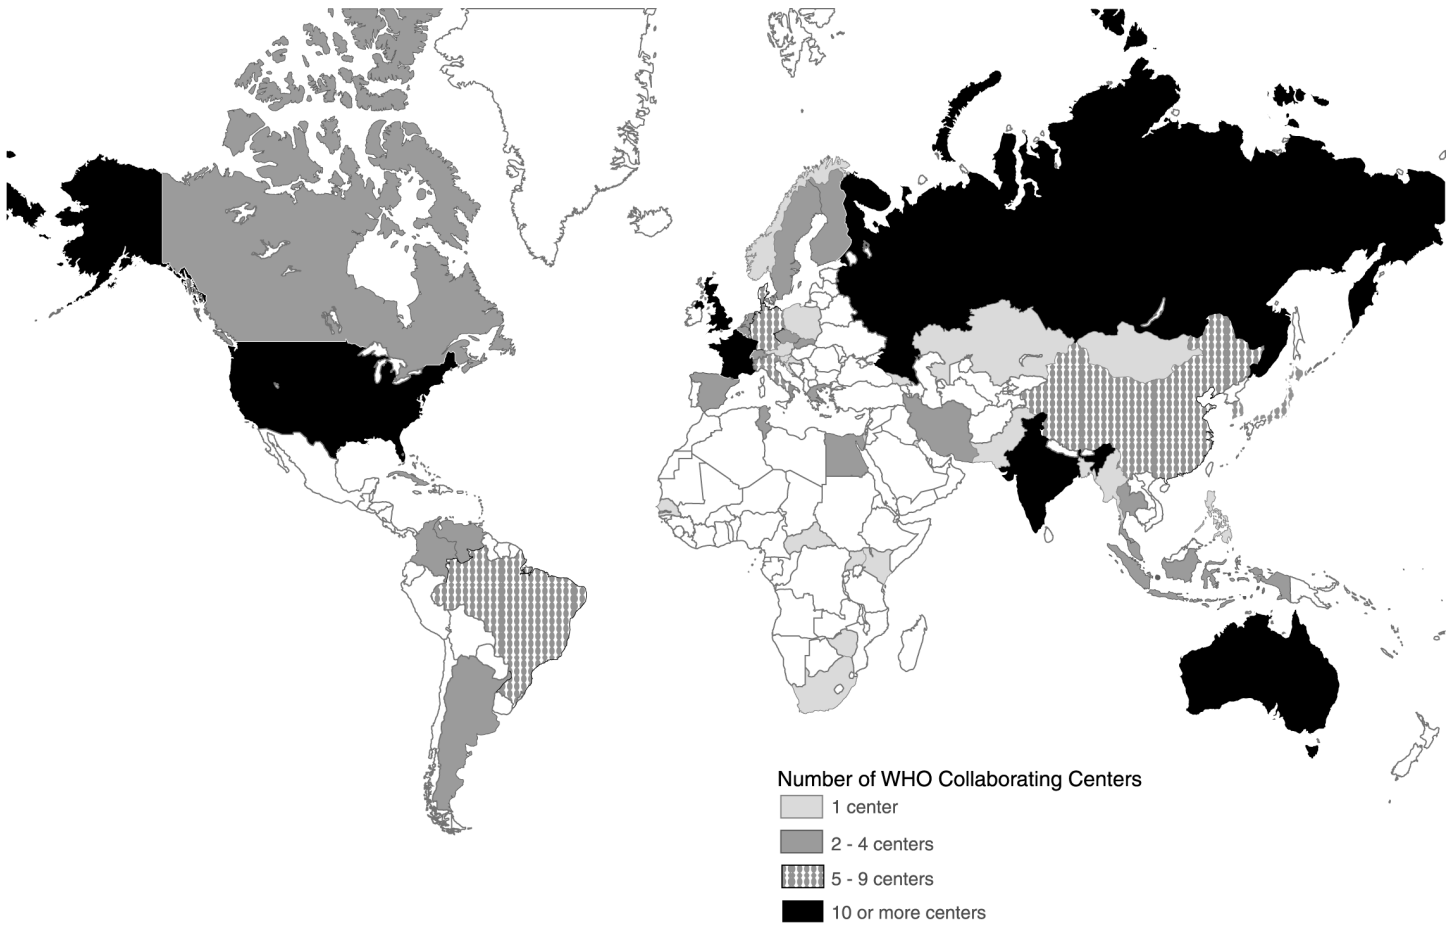 Number of WHO Collaborating Centers
1 center
2 - 4 centers
5 - 9 centers
10 or more centers